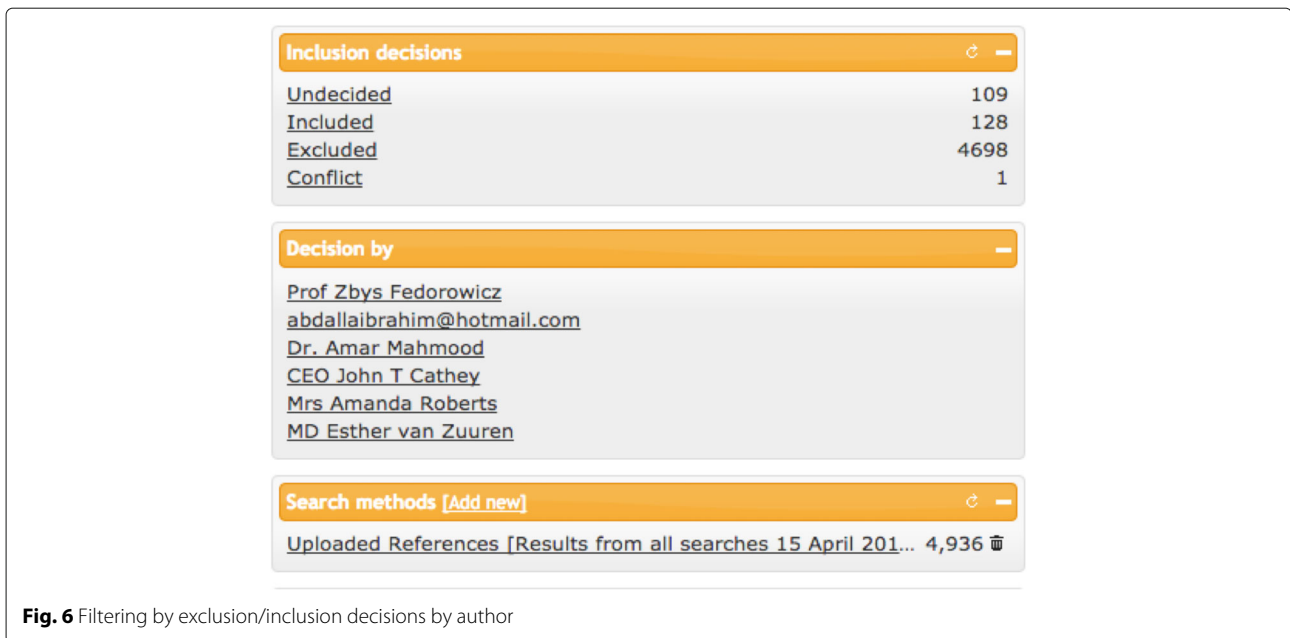 Inclusion decisions
Undecided 109
Included 128
Excluded 4698
Conflict 1
Decision by
Prof Zbys Fedorowicz
abdallaibrahim@hotmail.com
Dr. Amar Mahmood
CEO John T Cathey
Mrs Amanda Roberts
MD Esther van Zuuren
Search methods [Add new]
Uploaded References [Results from all searches 15 April 201... 4,936
Fig. 6 Filtering by exclusion/inclusion decisions by author